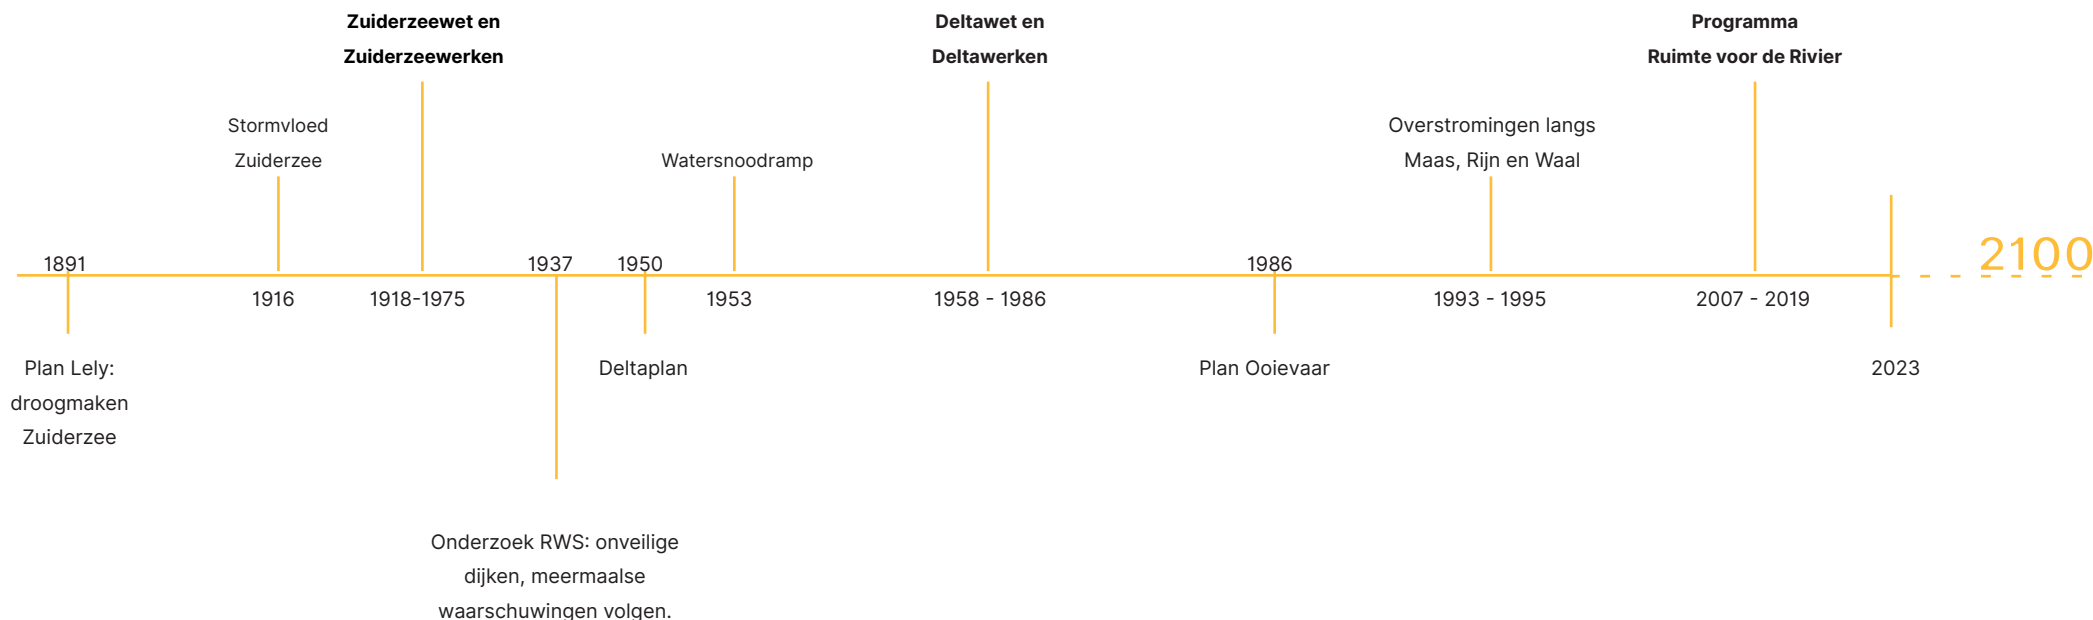 Zuiderzeewet en
Zuiderzeewerken
Deltawet en
Deltawerken
Programma
Ruimte voor de Rivier
Stormvloed
Zuiderzee
Watersnoodramp
Overstromingen langs
Maas, Rijn en Waal
1891
1937
1950
1986
2100
1916
1918-1975
1953
1958 - 1986
1993 - 1995
2007 - 2019
Plan Lely:
droogmaken
Zuiderzee
Deltaplan
Plan Ooievaar
2023
Onderzoek RWS: onveilige
dijken, meermaalse
waarschuwingen volgen.